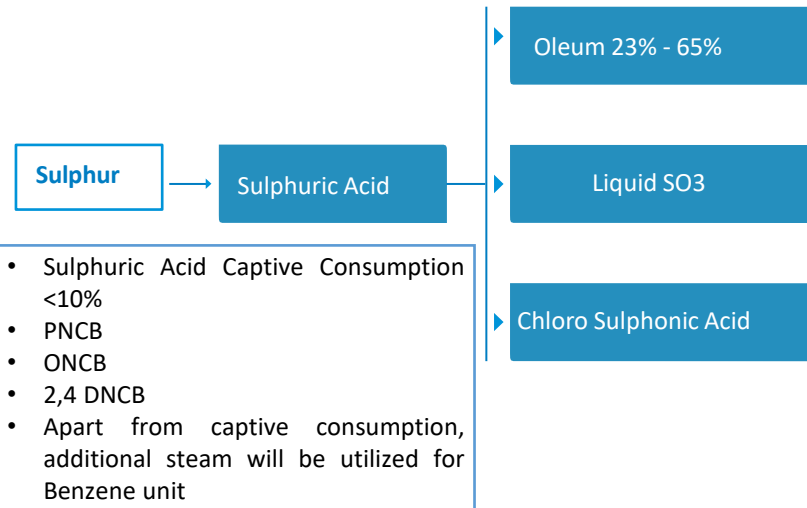 Oleum 23% - 65%
Sulphur
Sulphuric Acid
Liquid SO3
Chloro Sulphonic Acid
• Sulphuric Acid Captive Consumption
<10%
• PNCB
• ONCB
• 2,4 DNCB
• Apart from captive consumption,
additional steam will be utilized for
Benzene unit